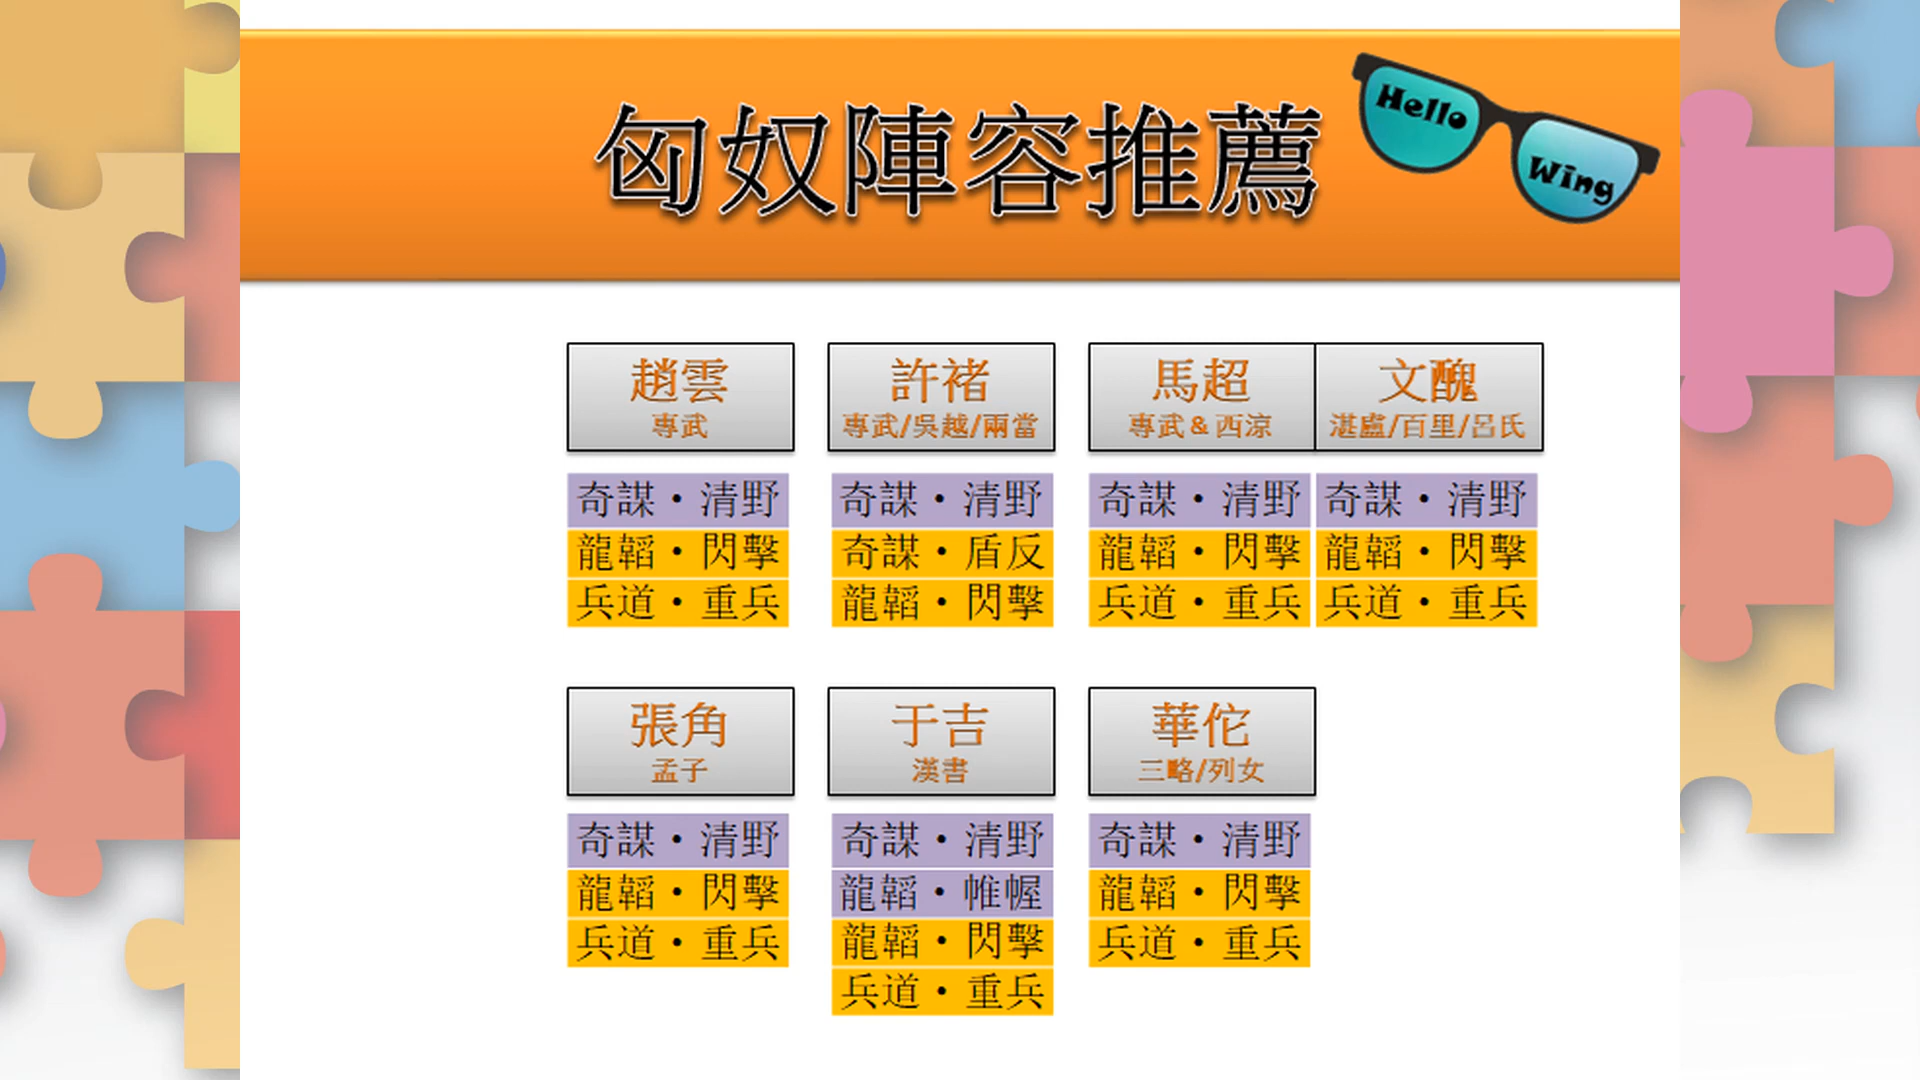 匈奴陣容推薦
Hello
Wing
趙雲
專武
許褚
專武/吳越/兩當
馬超
專武&西涼
文醜
湛盧/百里/呂氏
奇謀・清野
龍韜・閃擊
兵道・重兵
奇謀・清野
奇謀・盾反
龍韜・閃擊
奇謀・清野
龍韜・閃擊
兵道・重兵
奇謀・清野
龍韜・閃擊
兵道・重兵
張角
孟子
于吉
漢書
華佗
三略/列女
奇謀・清野
龍韜・閃擊
兵道・重兵
奇謀・清野
龍韜・帷幄
龍韜・閃擊
兵道・重兵
奇謀・清野
龍韜・閃擊
兵道・重兵